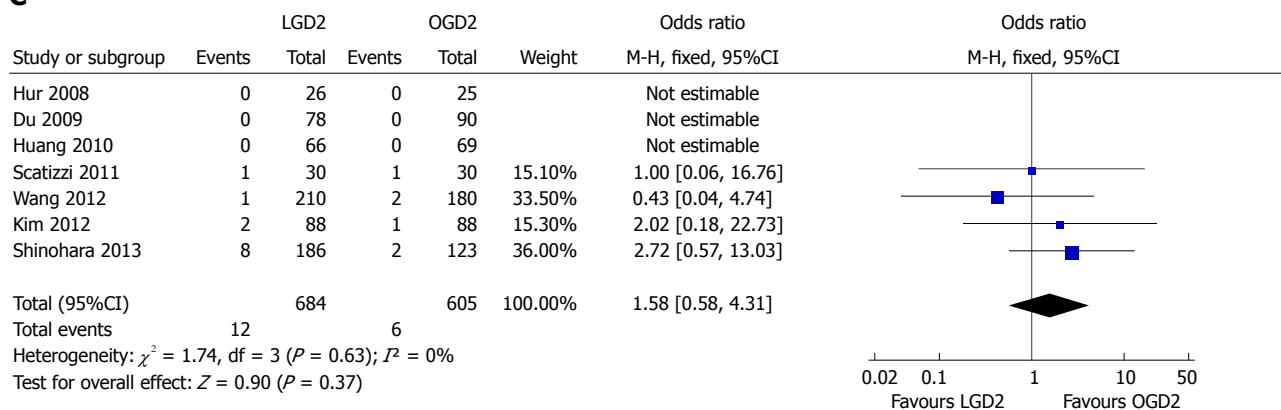 C
LGD2 OGD2 Odds ratio Odds ratio
Study or subgroup Events Total Events Total Weight M-H, fixed, 95%CI M-H, fixed, 95%CI
Hur 2008 0 26 0 25 Not estimable
Du 2009 0 78 0 90 Not estimable
Huang 2010 0 66 0 69 Not estimable
Scatizzi 2011 1 30 1 30 15.10% 1.00 [0.06, 16.76]
Wang 2012 1 210 2 180 33.50% 0.43 [0.04, 4.74]
Kim 2012 2 88 1 88 15.30% 2.02 [0.18, 22.73]
Shinohara 2013 8 186 2 123 36.00% 2.72 [0.57, 13.03]
Total (95%CI) 684 605 100.00% 1.58 [0.58, 4.31]
Total events 12 6
Heterogeneity: χ² = 1.74, df = 3 (P = 0.63); I² = 0%
Test for overall effect: Z = 0.90 (P = 0.37)
0.02 0.1 1 10 50
Favours LGD2 Favours OGD2